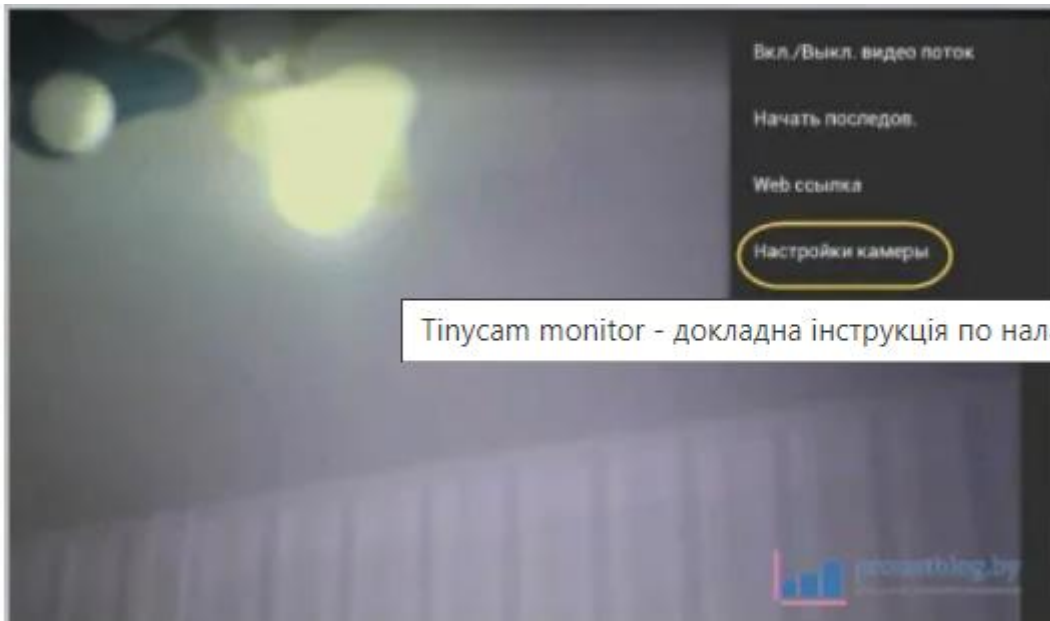 Вкл./Выкл. видео поток
Начать последов.
Web ссылка
Настройки камеры
Tinycam monitor - докладна інструкція по нал